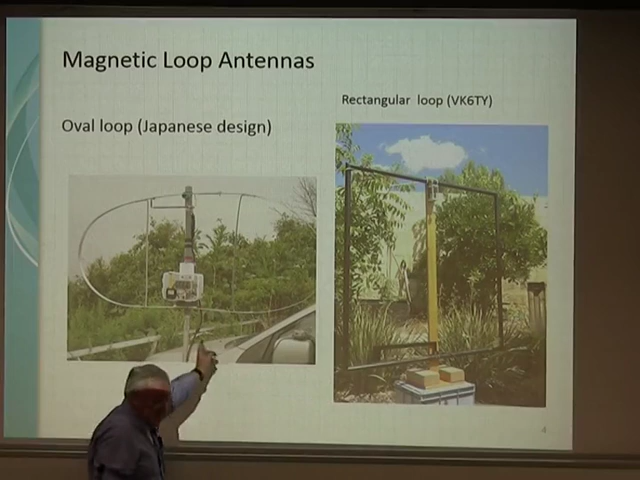 Magnetic Loop Antennas
Rectangular loop (VK6TY)
Oval loop (Japanese design)
4